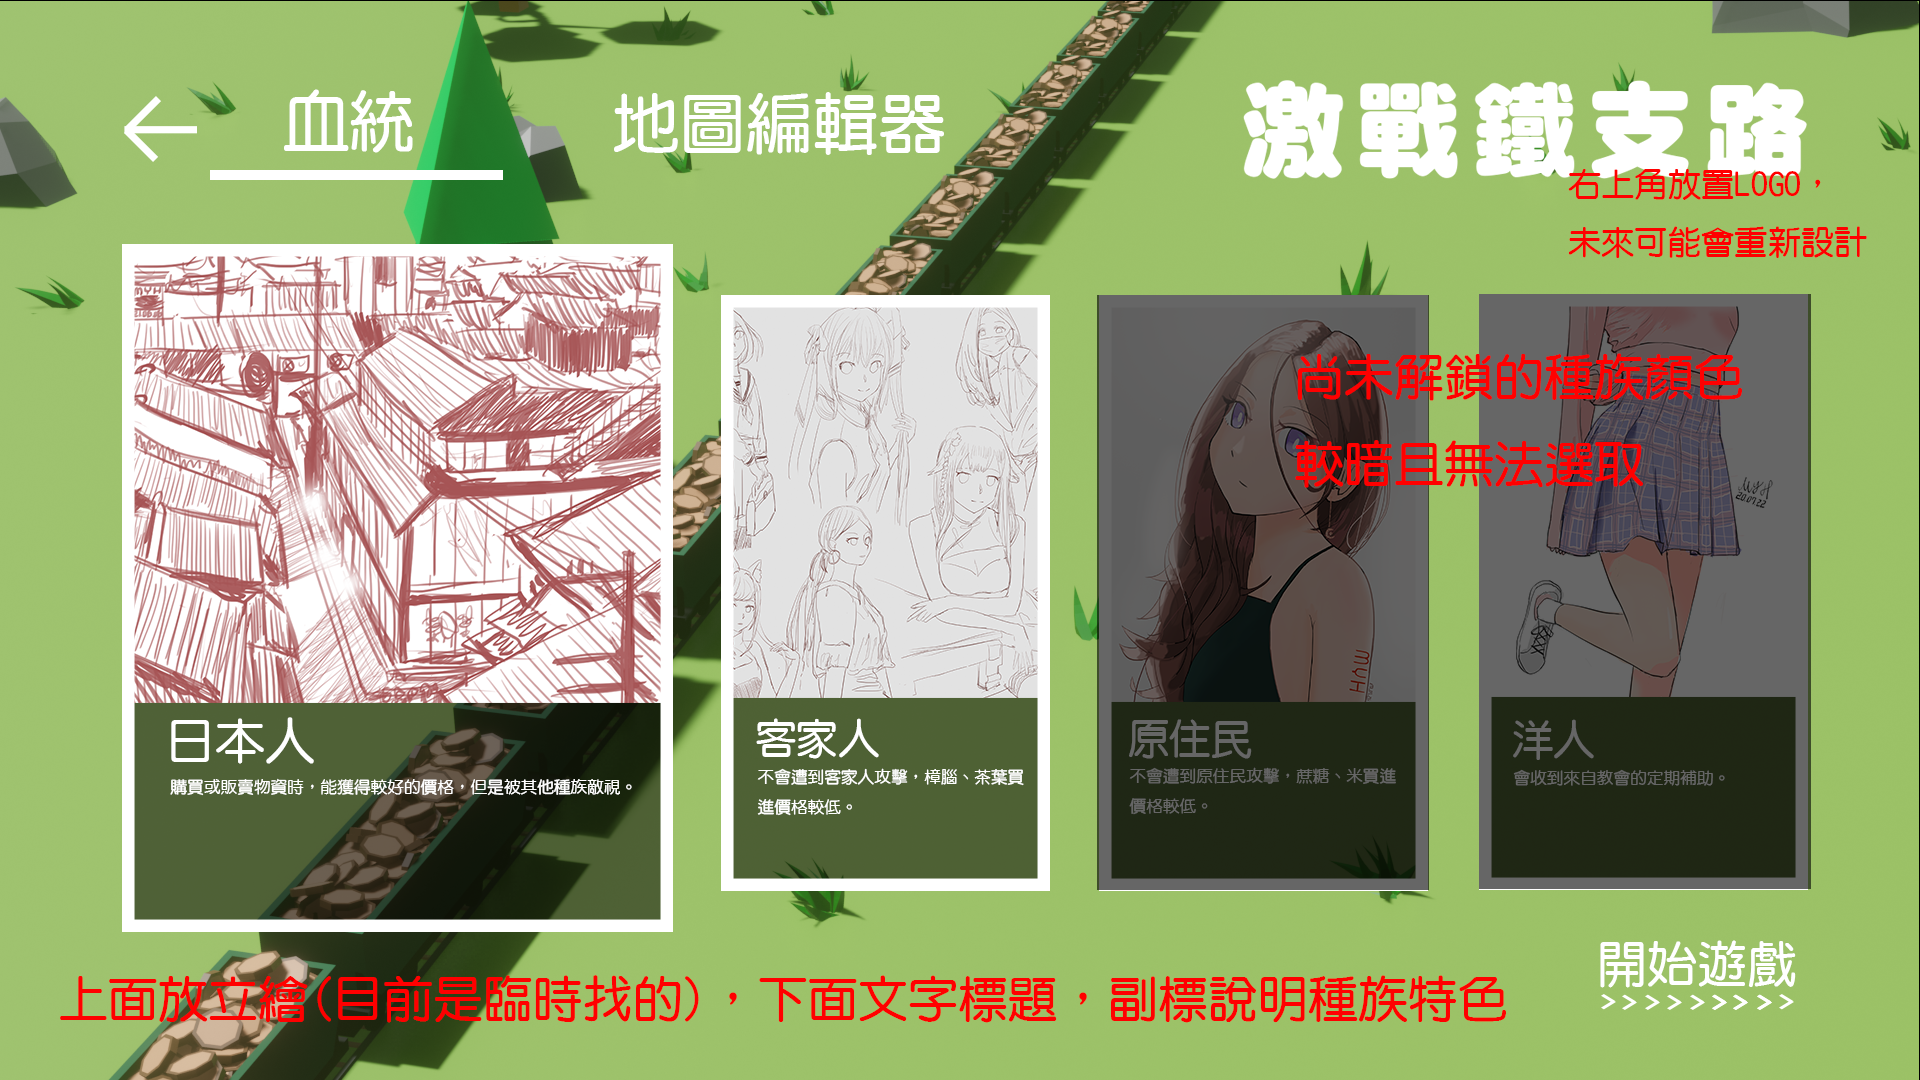 血統
地圖編輯器
激戰鐵支路
右上角放置LOGO，
未來可能會重新設計
尚未解鎖的種族顏色
較暗且無法選取
MYH
20.07.22
MYH
日本人
購買或販賣物資時，能獲得較好的價格，但是被其他種族敵視。
客家人
不會遭到客家人攻擊，樟腦、茶葉買
進價格較低。
原住民
不會遭到原住民攻擊，蔗糖、米買進
價格較低。
洋人
會收到來自教會的定期補助。
上面放立繪(目前是臨時找的)，下面文字標題，副標說明種族特色
開始遊戲
>>>>>>>>>